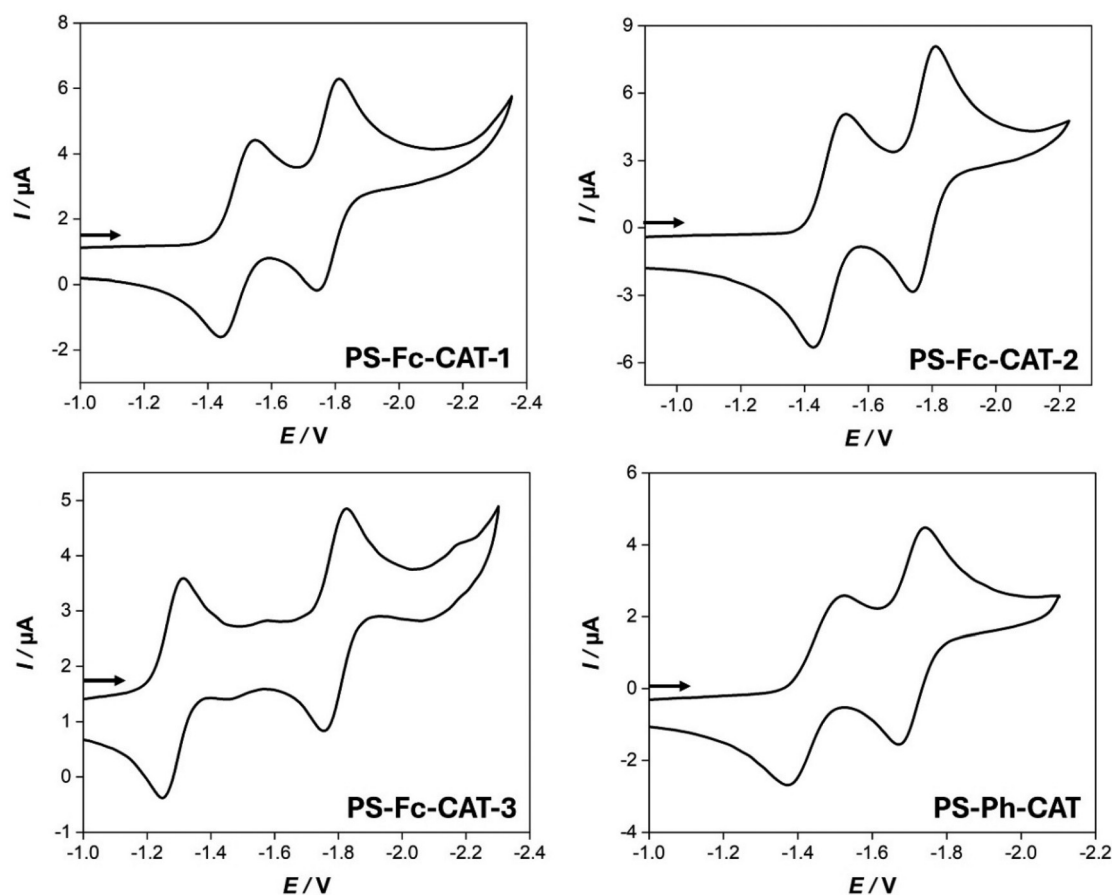 8
6
4
2
0
-2
I / µA
-1.0 -1.2 -1.4 -1.6 -1.8 -2.0 -2.2 -2.4
E / V
PS-Fc-CAT-1
9
6
3
0
-3
-6
I / µA
-1.0 -1.2 -1.4 -1.6 -1.8 -2.0 -2.2
E / V
PS-Fc-CAT-2
5
4
3
2
1
0
-1
I / µA
-1.0 -1.2 -1.4 -1.6 -1.8 -2.0 -2.2 -2.4
E / V
PS-Fc-CAT-3
6
4
2
0
-2
-4
I / µA
-1.0 -1.2 -1.4 -1.6 -1.8 -2.0 -2.2
E / V
PS-Ph-CAT